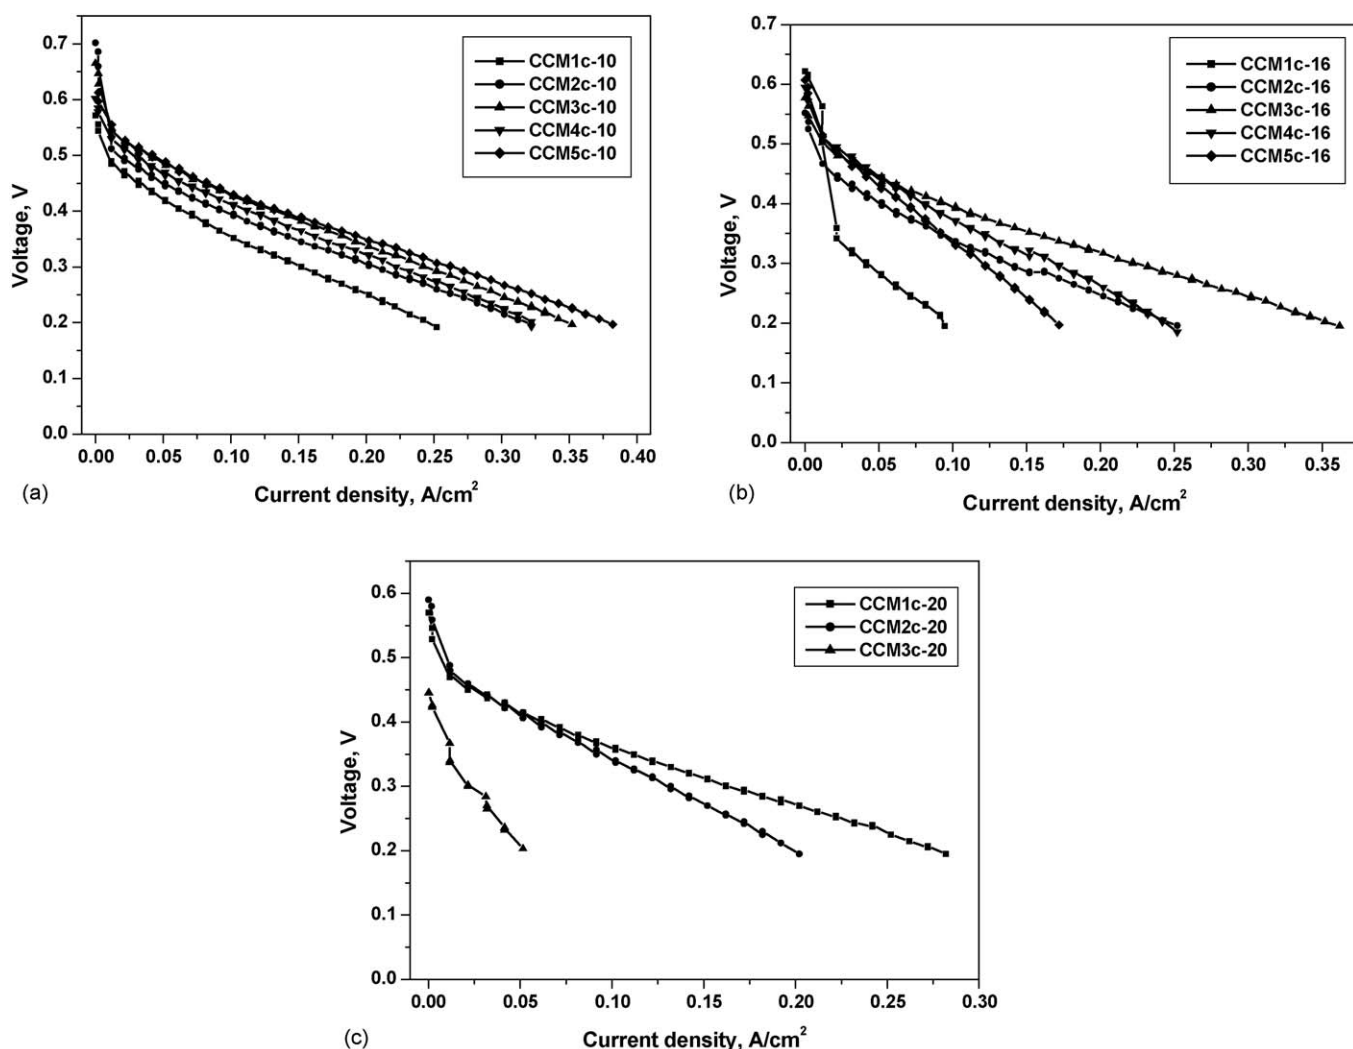 0.7
0.6
0.5
0.4
0.3
0.2
0.1
0.0
Voltage, V
CCM1c-10
CCM2c-10
CCM3c-10
CCM4c-10
CCM5c-10
0.00 0.05 0.10 0.15 0.20 0.25 0.30 0.35 0.40
Current density, A/cm²
(a)
0.7
0.6
0.5
0.4
0.3
0.2
0.1
0.0
Voltage, V
CCM1c-16
CCM2c-16
CCM3c-16
CCM4c-16
CCM5c-16
0.00 0.05 0.10 0.15 0.20 0.25 0.30 0.35
Current density, A/cm²
(b)
0.6
0.5
0.4
0.3
0.2
0.1
0.0
Voltage, V
CCM1c-20
CCM2c-20
CCM3c-20
0.00 0.05 0.10 0.15 0.20 0.25 0.30
Current density, A/cm²
(c)